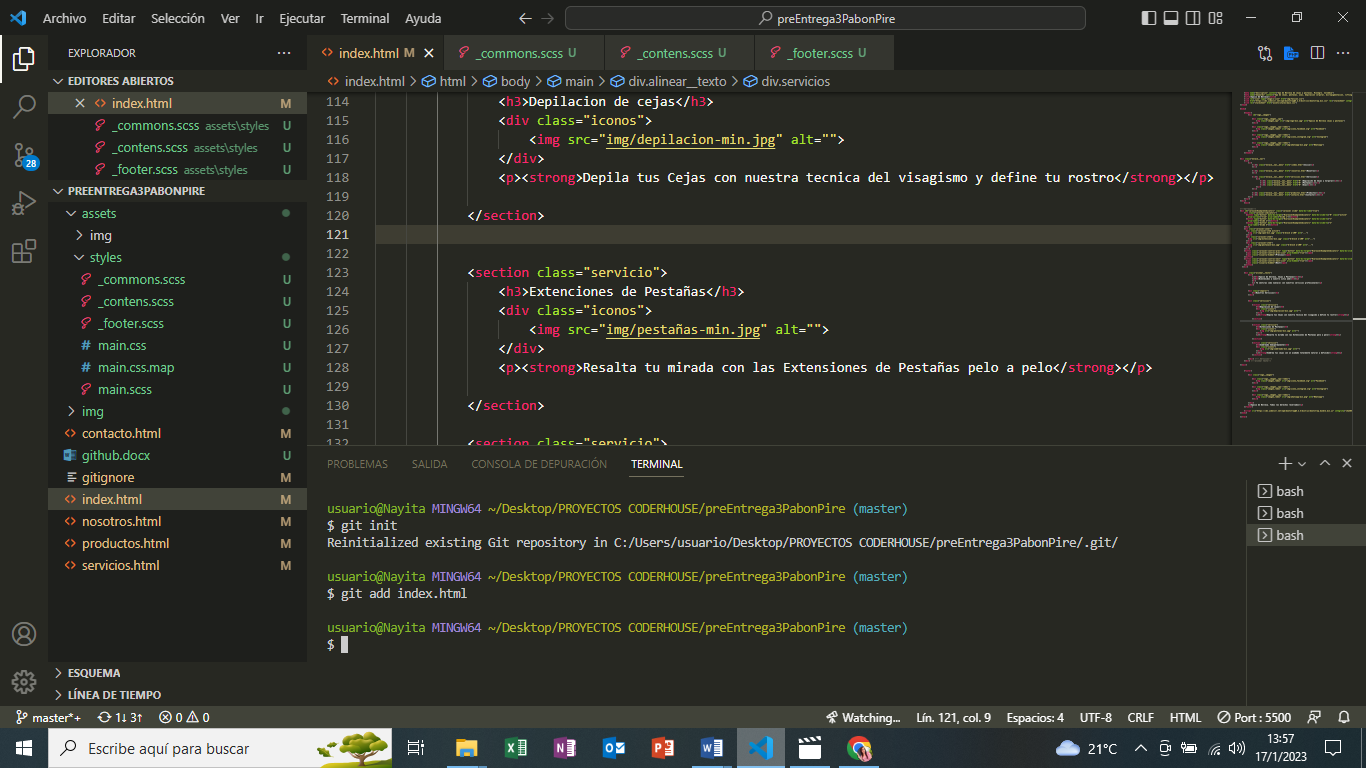 Archivo Editar Selección Ver Ir Ejecutar Terminal Ayuda
preEntrega3PabonPire
EXPLORADOR
EDITORES ABIERTOS
index.html M
_commons.scss assets\styles U
_contens.scss assets\styles U
_footer.scss assets\styles U
28
PREENTREGA3PABONPIRE
assets
img
styles
_commons.scss U
_contens.scss U
_footer.scss U
main.css U
main.css.map U
main.scss U
img
contacto.html M
github.docx U
gitignore M
index.html M
nosotros.html M
productos.html M
servicios.html M
ESQUEMA
LÍNEA DE TIEMPO
index.html M _commons.scss U _contens.scss U _footer.scss U
index.html > html > body > main > div.alinear__texto > div.servicios
114 <h3>Depilacion de cejas</h3>
115 <div class="iconos">
116 <img src="img/depilacion-min.jpg" alt="">
117 </div>
118 <p><strong>Depila tus Cejas con nuestra tecnica del visagismo y define tu rostro</strong></p>
119
120 </section>
121
122
123 <section class="servicio">
124 <h3>Extenciones de Pestañas</h3>
125 <div class="iconos">
126 <img src="img/pestañas-min.jpg" alt="">
127 </div>
128 <p><strong>Resalta tu mirada con las Extensiones de Pestañas pelo a pelo</strong></p>
129
130 </section>
131
132 <section class="servicio">
PROBLEMAS SALIDA CONSOLA DE DEPURACIÓN TERMINAL
usuario@Nayita MINGW64 ~/Desktop/PROYECTOS CODERHOUSE/preEntrega3PabonPire (master)
$ git init
Reinitialized existing Git repository in C:/Users/usuario/Desktop/PROYECTOS CODERHOUSE/preEntrega3PabonPire/.git/
usuario@Nayita MINGW64 ~/Desktop/PROYECTOS CODERHOUSE/preEntrega3PabonPire (master)
$ git add index.html
usuario@Nayita MINGW64 ~/Desktop/PROYECTOS CODERHOUSE/preEntrega3PabonPire (master)
$
bash
bash
bash
master*+ 1↓ 3↑ 0 0 Watching... Lín. 121, col. 9 Espacios: 4 UTF-8 CRLF HTML Port : 5500
Escribe aquí para buscar
21°C
13:57
17/1/2023